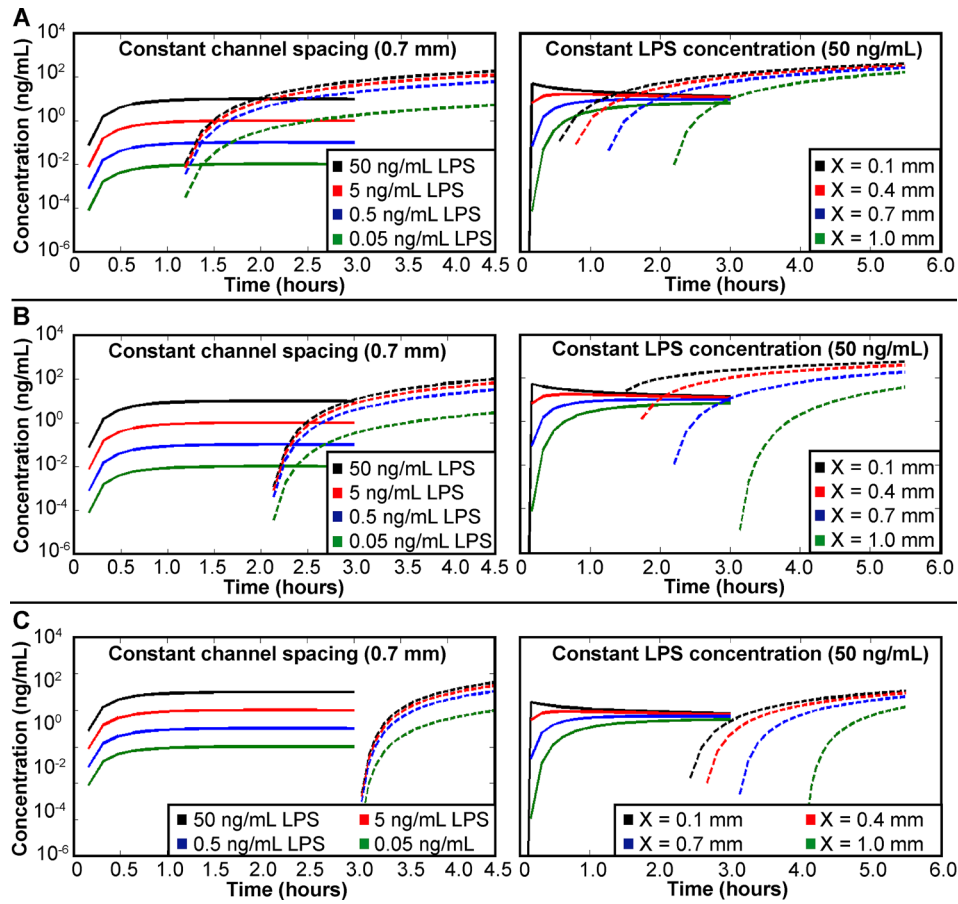 A
Constant channel spacing (0.7 mm)
Constant LPS concentration (50 ng/mL)
Concentration (ng/mL)
10^4
10^2
10^0
10^-2
10^-4
10^-6
50 ng/mL LPS
5 ng/mL LPS
0.5 ng/mL LPS
0.05 ng/mL LPS
X = 0.1 mm
X = 0.4 mm
X = 0.7 mm
X = 1.0 mm
0.0 0.5 1.0 1.5 2.0 2.5 3.0 3.5 4.0 4.5
0.0 1.0 2.0 3.0 4.0 5.0 6.0
Time (hours)
Time (hours)
B
Constant channel spacing (0.7 mm)
Constant LPS concentration (50 ng/mL)
Concentration (ng/mL)
10^4
10^2
10^0
10^-2
10^-4
10^-6
50 ng/mL LPS
5 ng/mL LPS
0.5 ng/mL LPS
0.05 ng/mL LPS
X = 0.1 mm
X = 0.4 mm
X = 0.7 mm
X = 1.0 mm
0.0 0.5 1.0 1.5 2.0 2.5 3.0 3.5 4.0 4.5
0.0 1.0 2.0 3.0 4.0 5.0 6.0
Time (hours)
Time (hours)
C
Constant channel spacing (0.7 mm)
Constant LPS concentration (50 ng/mL)
Concentration (ng/mL)
10^4
10^2
10^0
10^-2
10^-4
10^-6
50 ng/mL LPS 5 ng/mL LPS
0.5 ng/mL LPS 0.05 ng/mL
X = 0.1 mm X = 0.4 mm
X = 0.7 mm X = 1.0 mm
0.0 0.5 1.0 1.5 2.0 2.5 3.0 3.5 4.0 4.5
0.0 1.0 2.0 3.0 4.0 5.0 6.0
Time (hours)
Time (hours)